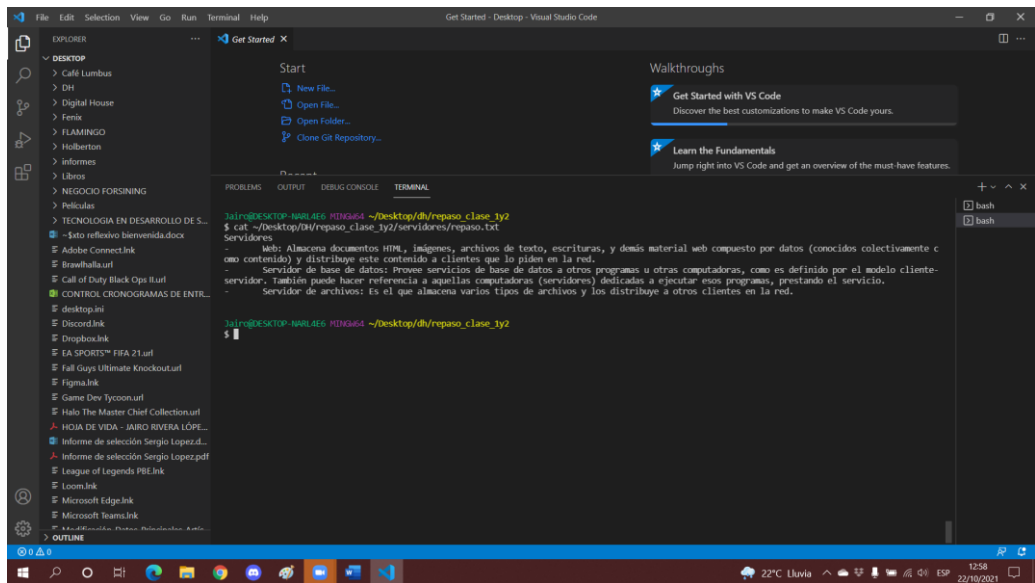 File Edit Selection View Go Run Terminal Help
Get Started - Desktop - Visual Studio Code
EXPLORER
Get Started
DESKTOP
Café Lumbus
DH
Digital House
Fenix
FLAMINGO
Holberton
informes
Libros
NEGOCIO FORSINING
Películas
TECNOLOGIA EN DESARROLLO DE S...
~$xto reflexivo bienvenida.docx
Adobe Connect.lnk
Brawlhalla.url
Call of Duty Black Ops II.url
CONTROL CRONOGRAMAS DE ENTR...
desktop.ini
Discord.lnk
Dropbox.lnk
EA SPORTS™ FIFA 21.url
Fall Guys Ultimate Knockout.url
Figma.lnk
Game Dev Tycoon.url
Halo The Master Chief Collection.url
HOJA DE VIDA - JAIRO RIVERA LÓPE...
Informe de selección Sergio Lopez.d...
Informe de selección Sergio Lopez.pdf
League of Legends PBE.lnk
Loom.lnk
Microsoft Edge.lnk
Microsoft Teams.lnk
OUTLINE
Start
New File...
Open File...
Open Folder...
Clone Git Repository...
Walkthroughs
Get Started with VS Code
Discover the best customizations to make VS Code yours.
Learn the Fundamentals
Jump right into VS Code and get an overview of the must-have features.
PROBLEMS OUTPUT DEBUG CONSOLE TERMINAL
Jairo@DESKTOP-NARL4E6 MINGW64 ~/Desktop/dh/repaso_clase_1y2
$ cat ~/Desktop/DH/repaso_clase_1y2/servidores/repaso.txt
Servidores
- Web: Almacena documentos HTML, imágenes, archivos de texto, escrituras, y demás material web compuesto por datos (conocidos colectivamente c
omo contenido) y distribuye este contenido a clientes que lo piden en la red.
- Servidor de base de datos: Provee servicios de base de datos a otros programas u otras computadoras, como es definido por el modelo cliente-
servidor. También puede hacer referencia a aquellas computadoras (servidores) dedicadas a ejecutar esos programas, prestando el servicio.
- Servidor de archivos: Es el que almacena varios tipos de archivos y los distribuye a otros clientes en la red.
Jairo@DESKTOP-NARL4E6 MINGW64 ~/Desktop/dh/repaso_clase_1y2
$
bash
bash
0 0
22°C Lluvia
ESP
12:58
22/10/2021